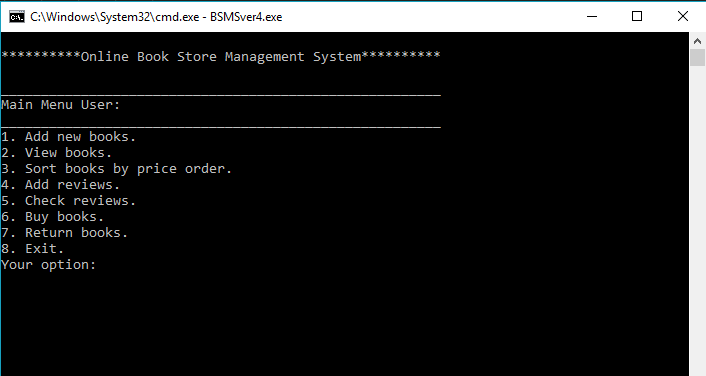 C:\Windows\System32\cmd.exe - BSMSver4.exe
**********Online Book Store Management System**********
_______________________________________________________
Main Menu User:
_______________________________________________________
1. Add new books.
2. View books.
3. Sort books by price order.
4. Add reviews.
5. Check reviews.
6. Buy books.
7. Return books.
8. Exit.
Your option: